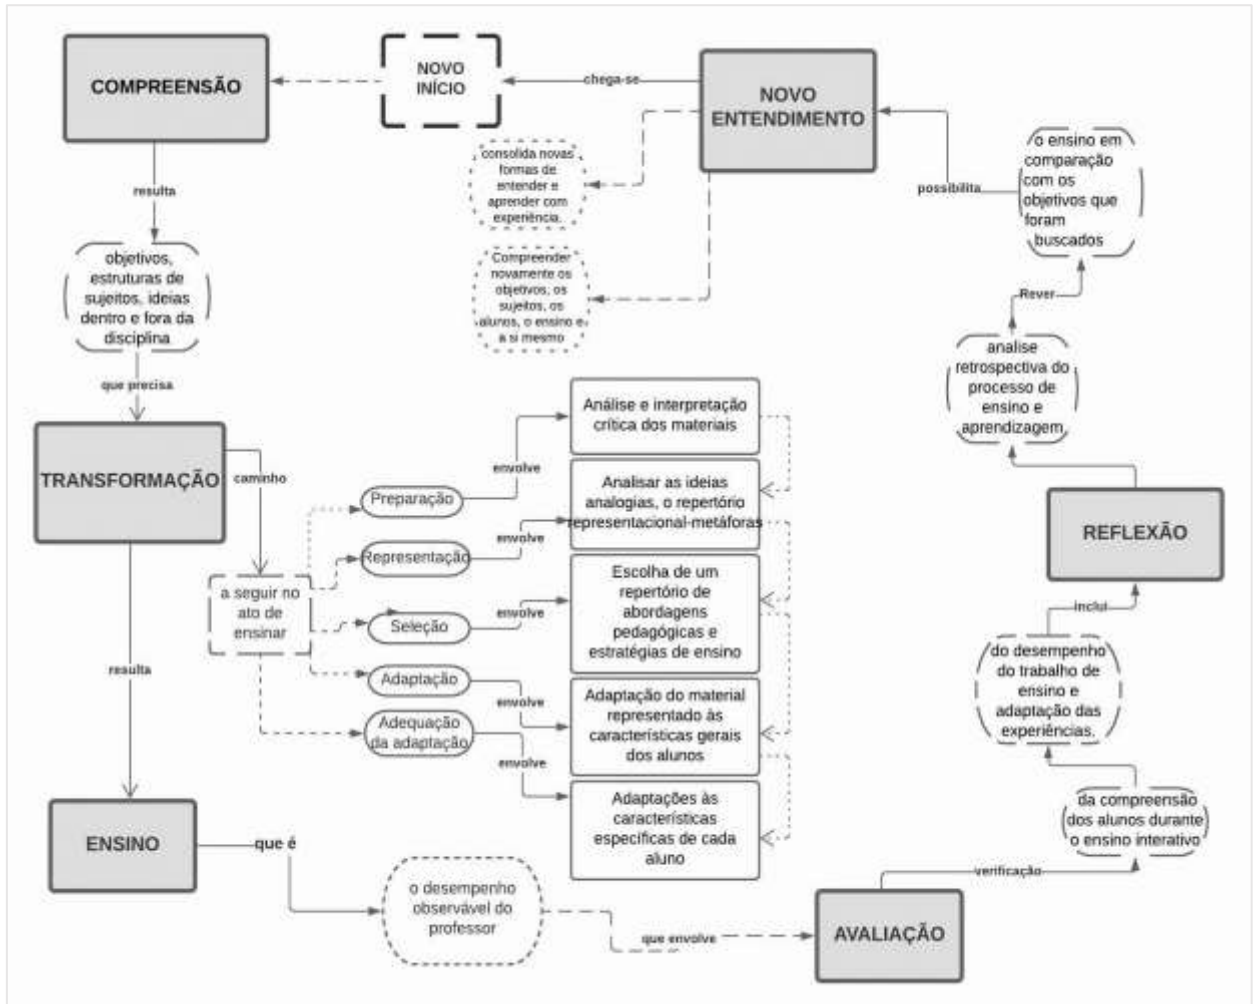 COMPREENSÃO
NOVO
INÍCIO
chega-se
NOVO
ENTENDIMENTO
consolida novas
formas de
entender e
aprender com
experiência.
Compreender
novamente os
objetivos, os
sujeitos, os
alunos, o ensino e
a si mesmo
possibilita
o ensino em
comparação
com os
objetivos que
foram
buscados
Rever
analise
retrospectiva do
processo de
ensino e
aprendizagem
REFLEXÃO
inclui
do desempenho
do trabalho de
ensino e
adaptação das
experiências.
da compreensão
dos alunos durante
o ensino interativo
verificação
AVALIAÇÃO
resulta
objetivos,
estruturas de
sujeitos, ideias
dentro e fora da
disciplina
que precisa
TRANSFORMAÇÃO
caminho
a seguir no
ato de
ensinar
Preparação
envolve
Análise e interpretação
crítica dos materiais
Representação
envolve
Analisar as ideias
analogias, o repertório
representacional-metáforas
Seleção
envolve
Escolha de um
repertório de
abordagens
pedagógicas e
estratégias de ensino
Adaptação
envolve
Adaptação do material
representado às
características gerais
dos alunos
Adequação
da adaptação
envolve
Adaptações às
características
específicas de cada
aluno
resulta
ENSINO
que é
o desempenho
observável do
professor
que envolve